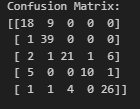 Confusion Matrix:
[[18  9  0  0  0]
 [ 1 39  0  0  0]
 [ 2  1 21  1  6]
 [ 5  0  0 10  1]
 [ 1  1  4  0 26]]